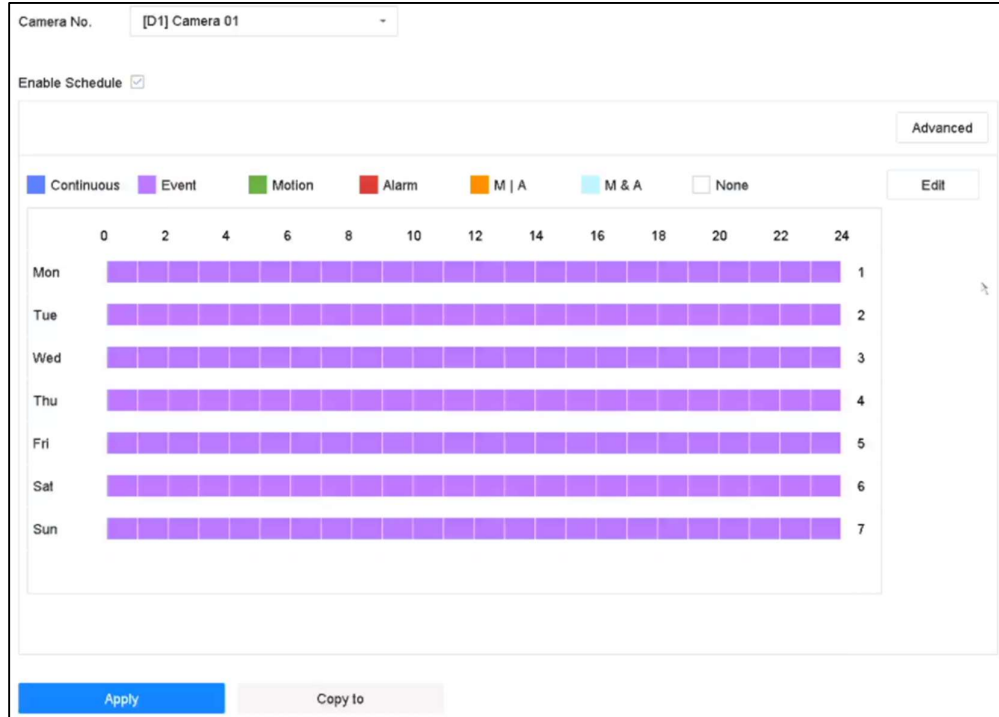 Camera No. [D1] Camera 01
Enable Schedule
Advanced
Continuous Event Motion Alarm M | A M & A None Edit
0 2 4 6 8 10 12 14 16 18 20 22 24
Mon 1
Tue 2
Wed 3
Thu 4
Fri 5
Sat 6
Sun 7
Apply Copy to